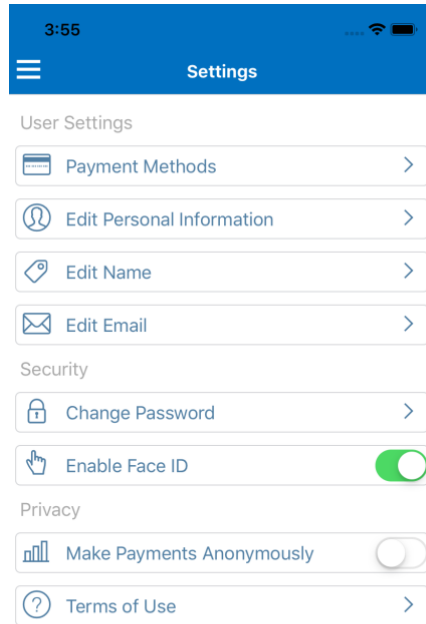 3:55
Settings
User Settings
Payment Methods
Edit Personal Information
Edit Name
Edit Email
Security
Change Password
Enable Face ID
Privacy
Make Payments Anonymously
Terms of Use